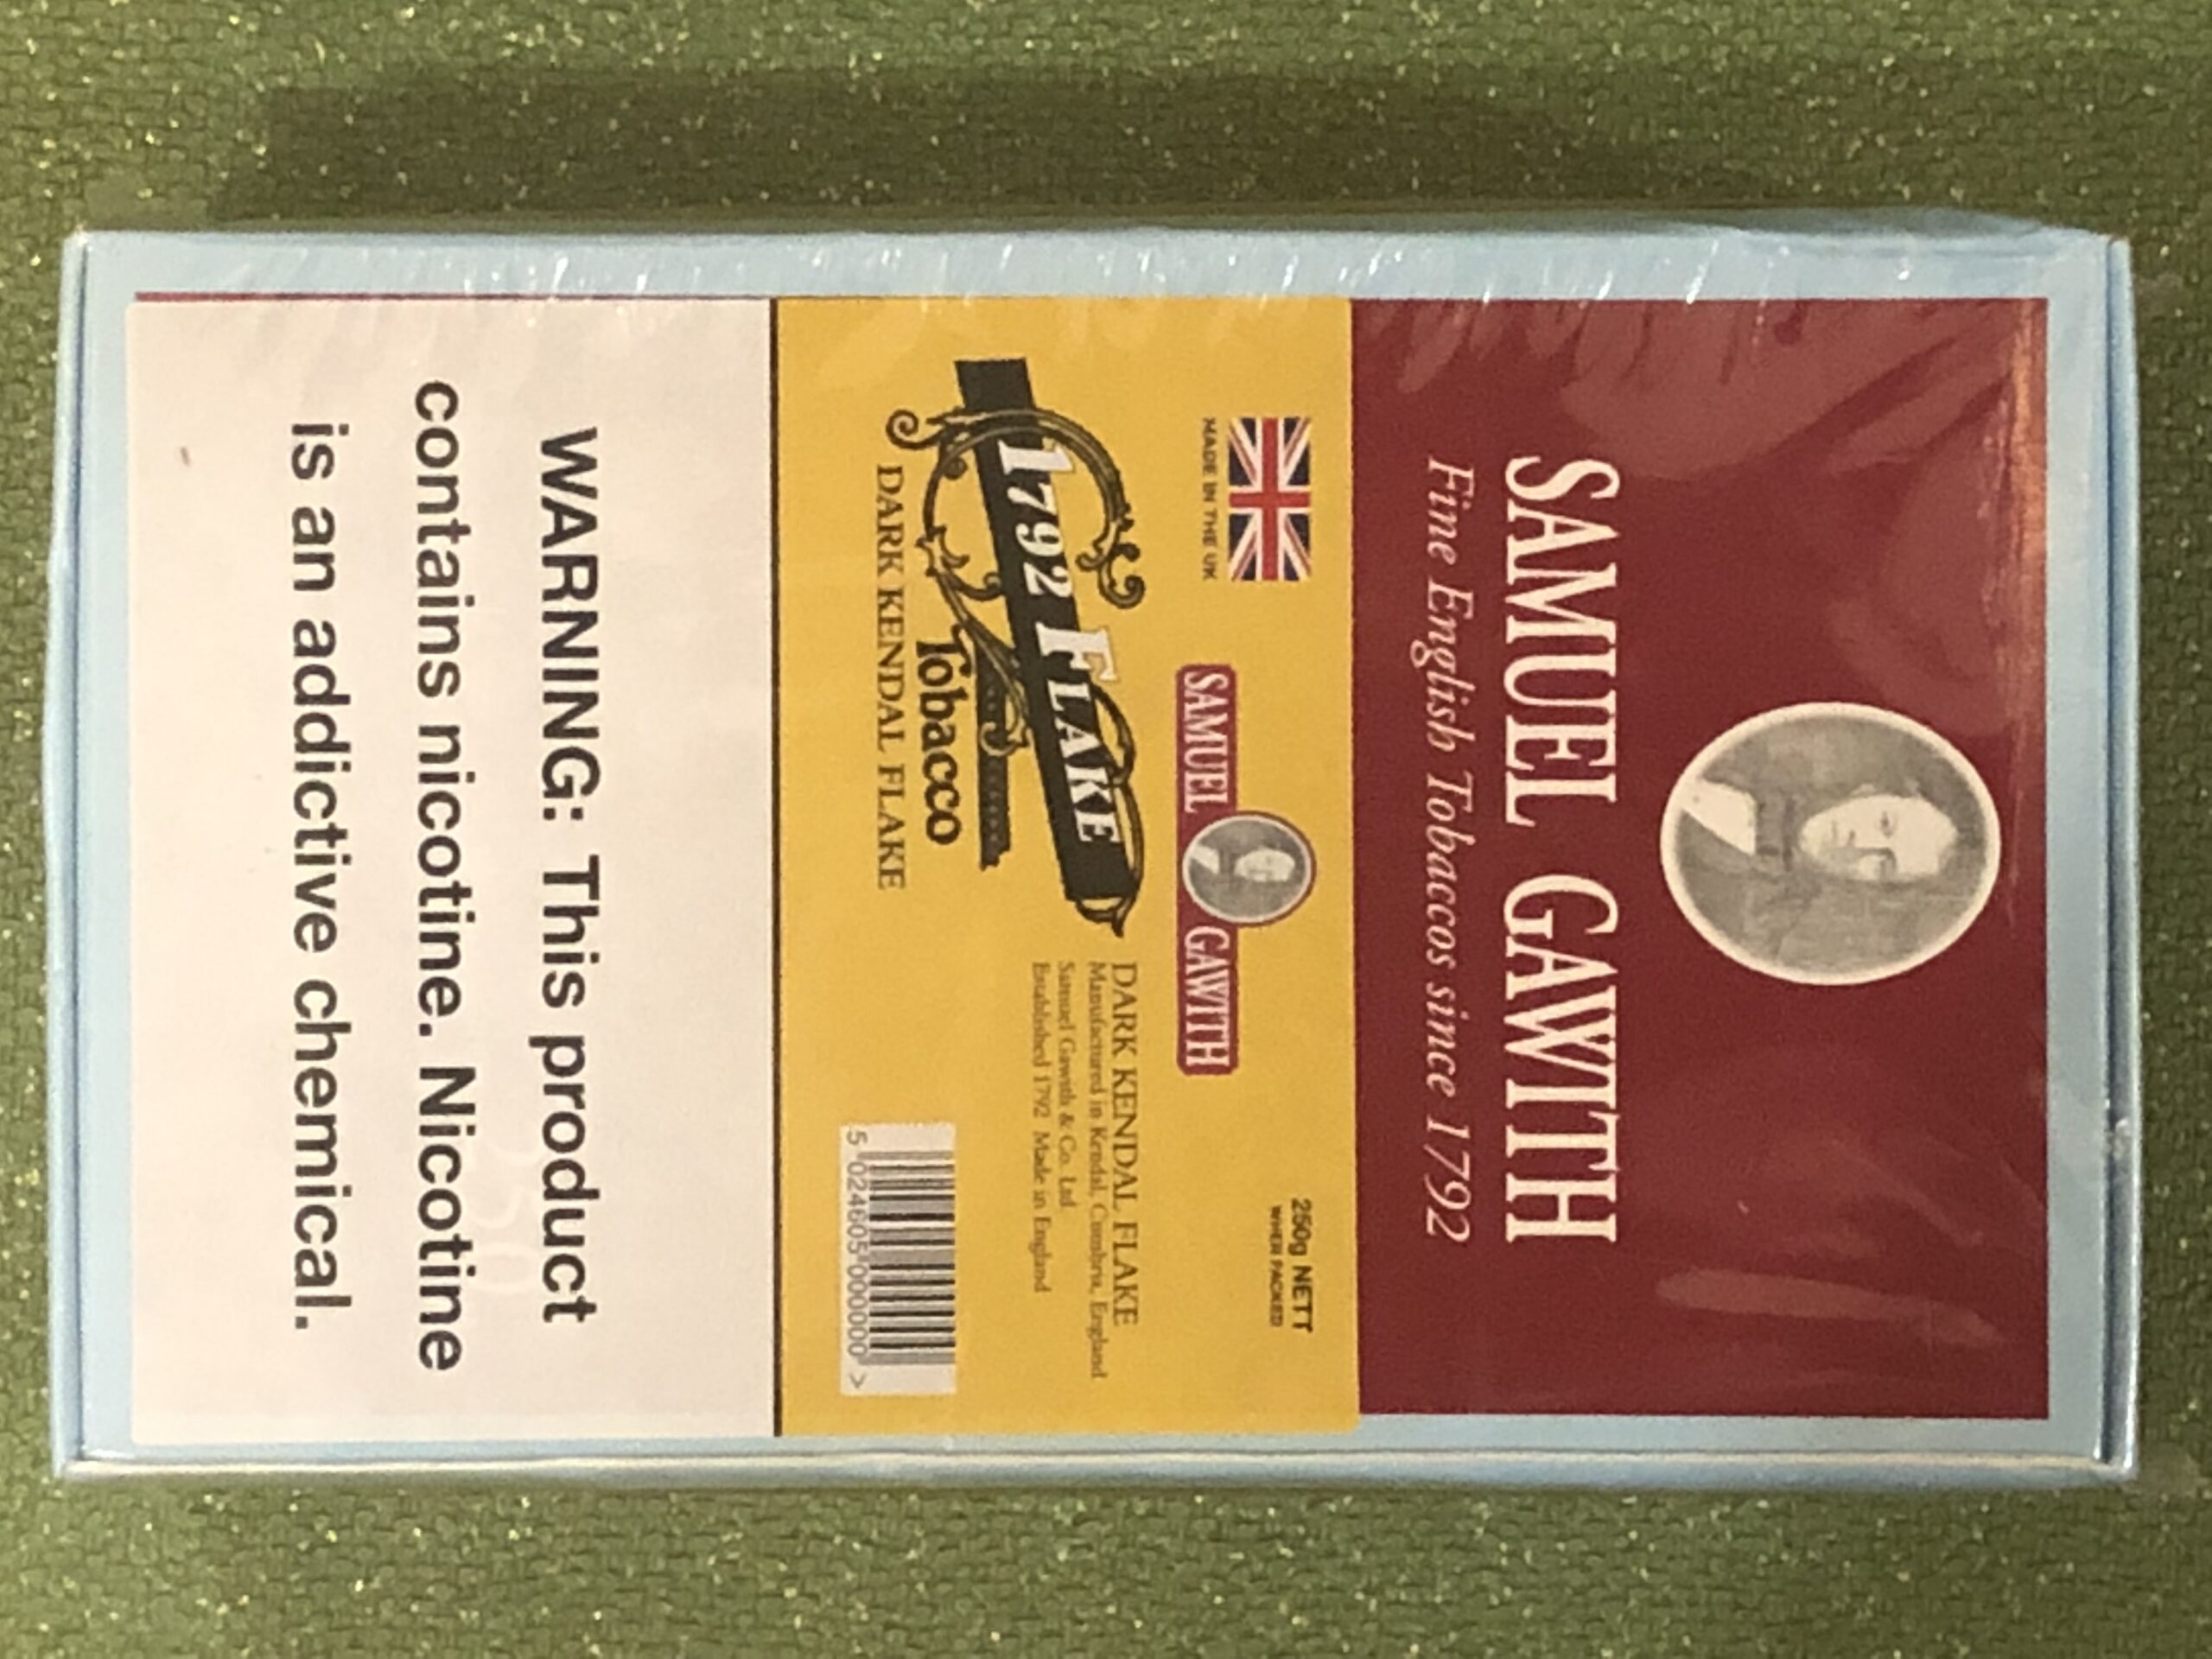 SAMUEL GAWITH
Fine English Tobaccos since 1792
250g NETT
WHEN PACKED
MADE IN THE UK
SAMUEL GAWITH
1792 FLAKE
Tobacco
DARK KENDAL FLAKE
DARK KENDAL FLAKE
Manufactured in Kendal, Cumbria, England
Samuel Gawith & Co. Ltd
Established 1792 Made in England
5 024605 000000 >
WARNING: This product
contains nicotine. Nicotine
is an addictive chemical.